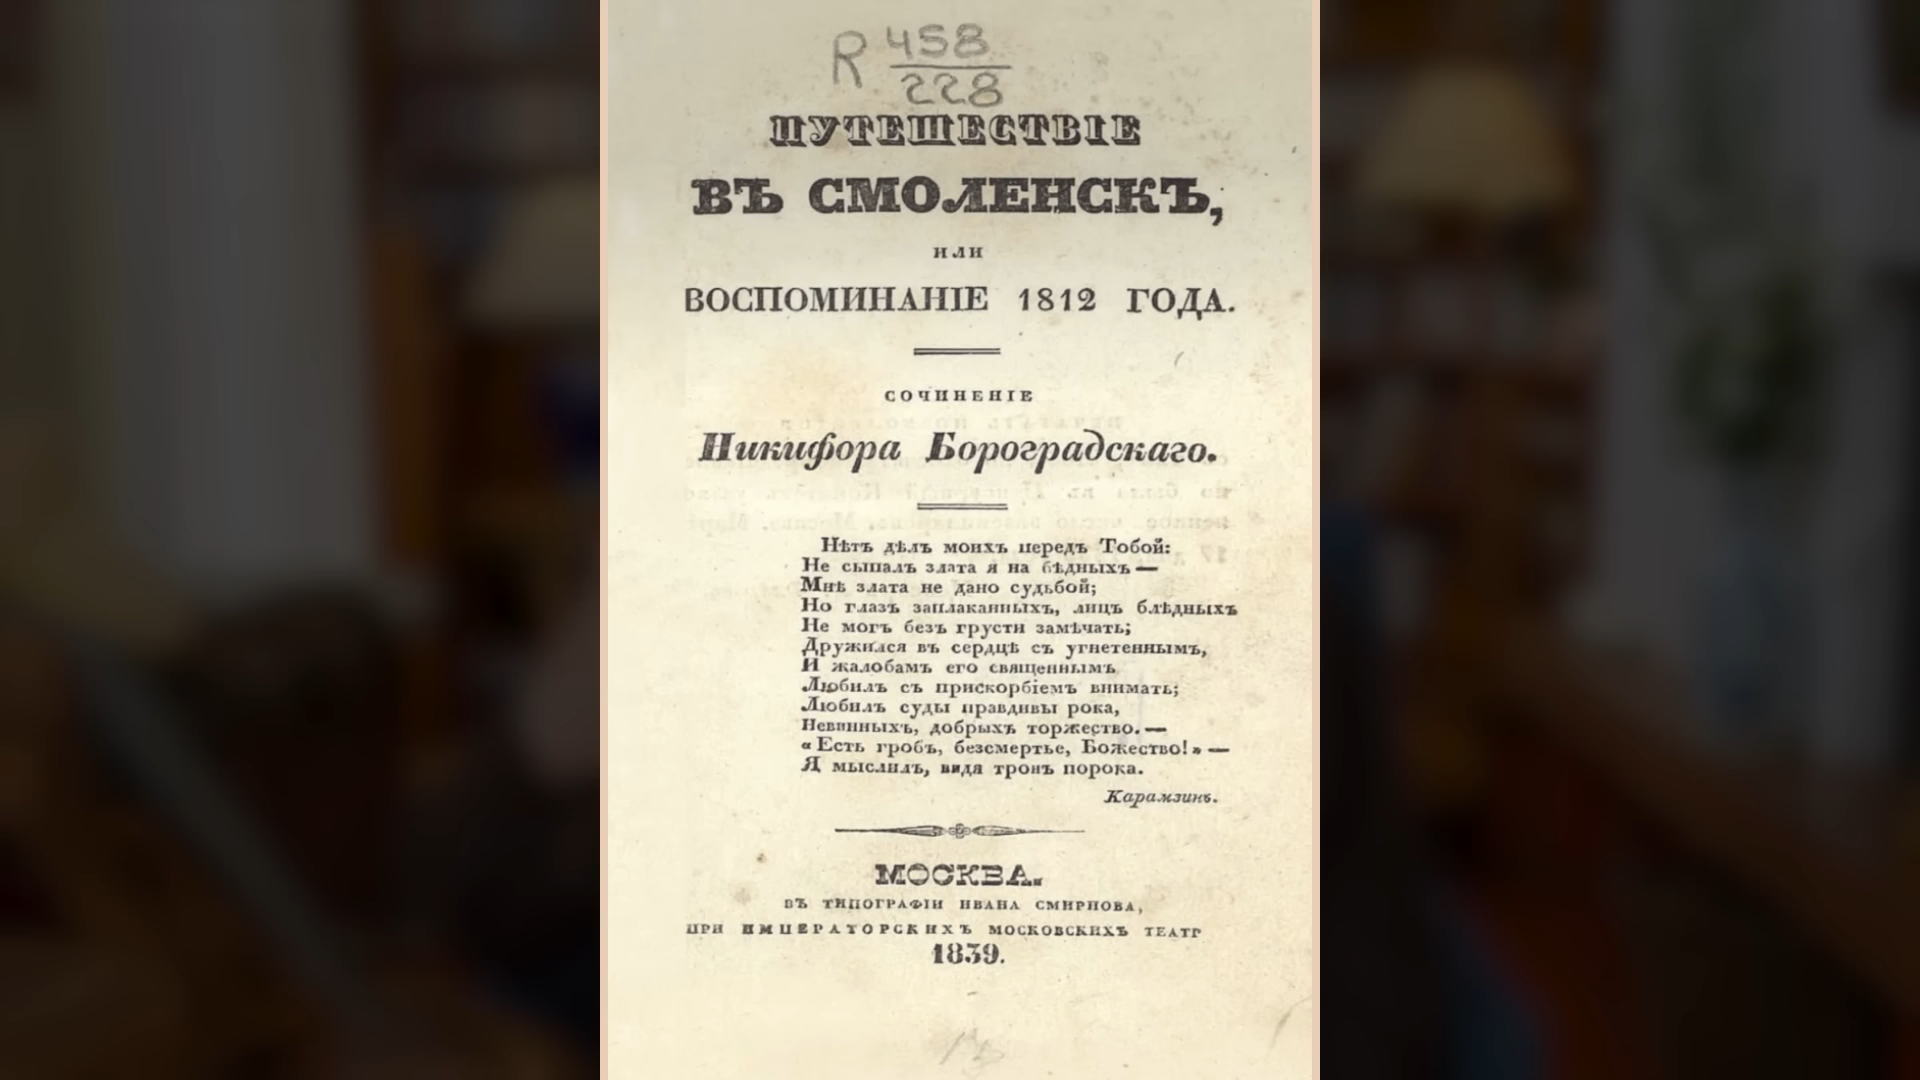 R 458
228
ПУТЕШЕСТВІЕ
ВЪ СМОЛЕНСКЪ,
ИЛИ
ВОСПОМИНАНІЕ 1812 ГОДА.
СОЧИНЕНІЕ
Никифора Бороградскаго.
Нѣтъ дѣлъ моихъ передъ Тобой:
Не сыпалъ злата я на бѣдныхъ —
Мнѣ злата не дано судьбой;
Но глазъ заплаканныхъ, лицъ блѣдныхъ
Не могъ безъ грусти замѣчать;
Дружился въ сердцѣ съ угнетеннымъ,
И жалобамъ его священнымъ
Любилъ съ прискорбіемъ внимать;
Любилъ суды правдивы рока,
Невинныхъ, добрыхъ торжество. —
«Есть гробъ, безсмертье, Божество!» —
Я мыслилъ, видя тронъ порока.
Карамзинъ.
МОСКВА.
ВЪ ТИПОГРАФІИ ИВАНА СМИРНОВА,
ПРИ ИМПЕРАТОРСКИХЪ МОСКОВСКИХЪ ТЕАТР
1839.